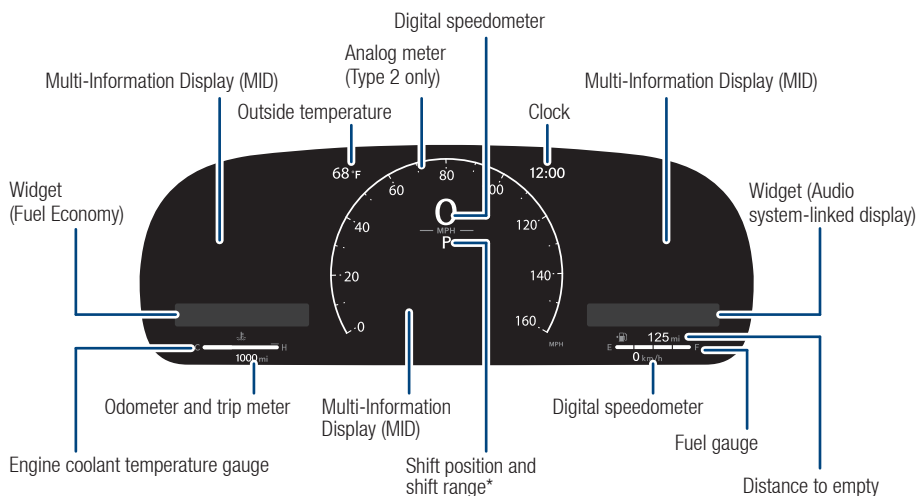 Digital speedometer
Analog meter
(Type 2 only)
Multi-Information Display (MID)
Multi-Information Display (MID)
Outside temperature
Clock
68 °F
12:00
Widget
(Fuel Economy)
Widget (Audio
system-linked display)
0
20
40
60
80
100
120
140
160
MPH
0
MPH
P
C
H
1000 mi
125 mi
E
F
0 km/h
Odometer and trip meter
Multi-Information
Display (MID)
Digital speedometer
Fuel gauge
Engine coolant temperature gauge
Shift position and
shift range*
Distance to empty